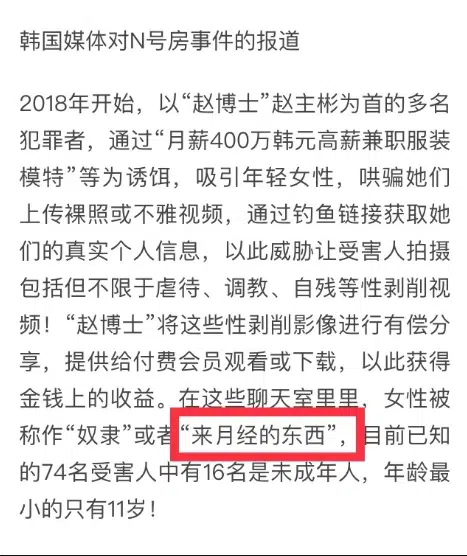 韩国媒体对N号房事件的报道
2018年开始，以“赵博士”赵主彬为首的多名
犯罪者，通过“月薪400万韩元高薪兼职服装
模特”等为诱饵，吸引年轻女性，哄骗她们
上传裸照或不雅视频，通过钓鱼链接获取她
们的真实个人信息，以此威胁让受害人拍摄
包括但不限于虐待、调教、自残等性剥削视
频！“赵博士”将这些性剥削影像进行有偿分
享，提供给付费会员观看或下载，以此获得
金钱上的收益。在这些聊天室里里，女性被
称作“奴隶”或者“来月经的东西”，目前已知
的74名受害人中有16名是未成年人，年龄最
小的只有11岁！